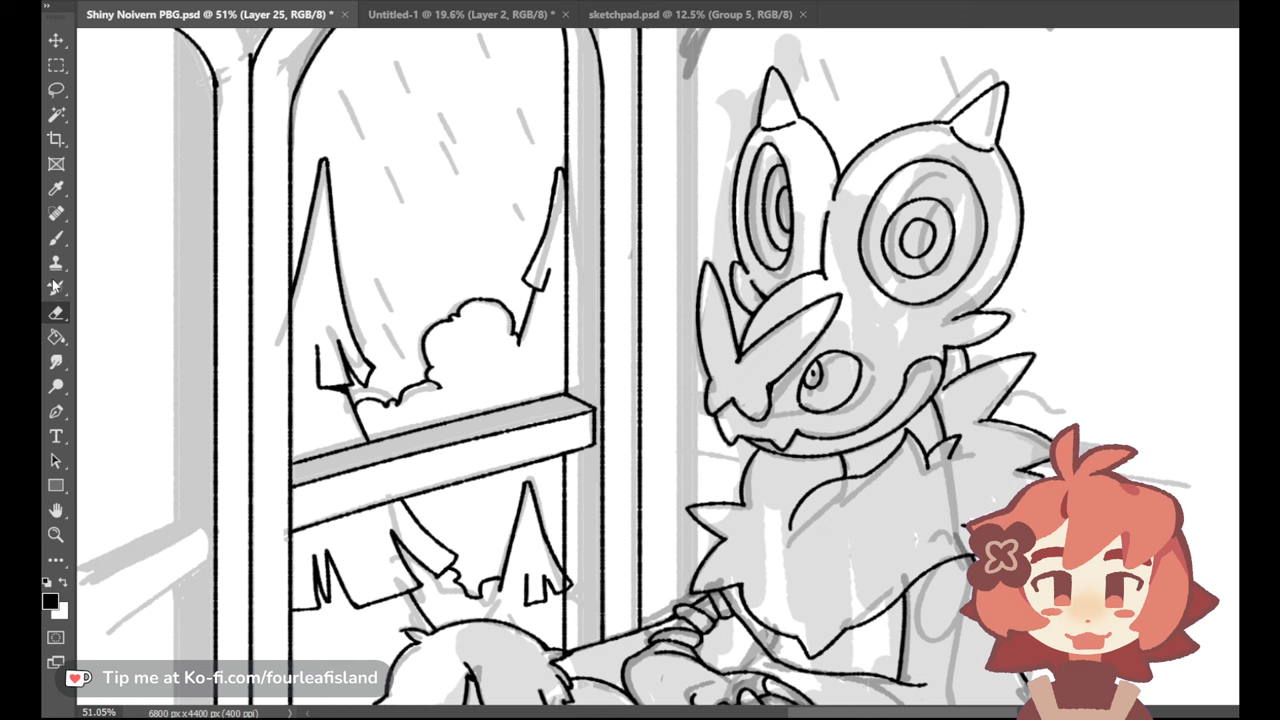 Shiny Noivern PBG.psd @ 51% (Layer 25, RGB/8) * ×
Untitled-1 @ 19.6% (Layer 2, RGB/8) * ×
sketchpad.psd @ 12.5% (Group 5, RGB/8) ×
Tip me at Ko-fi.com/fourleafisland
51.05%
6800 px x 4400 px (400 ppi)